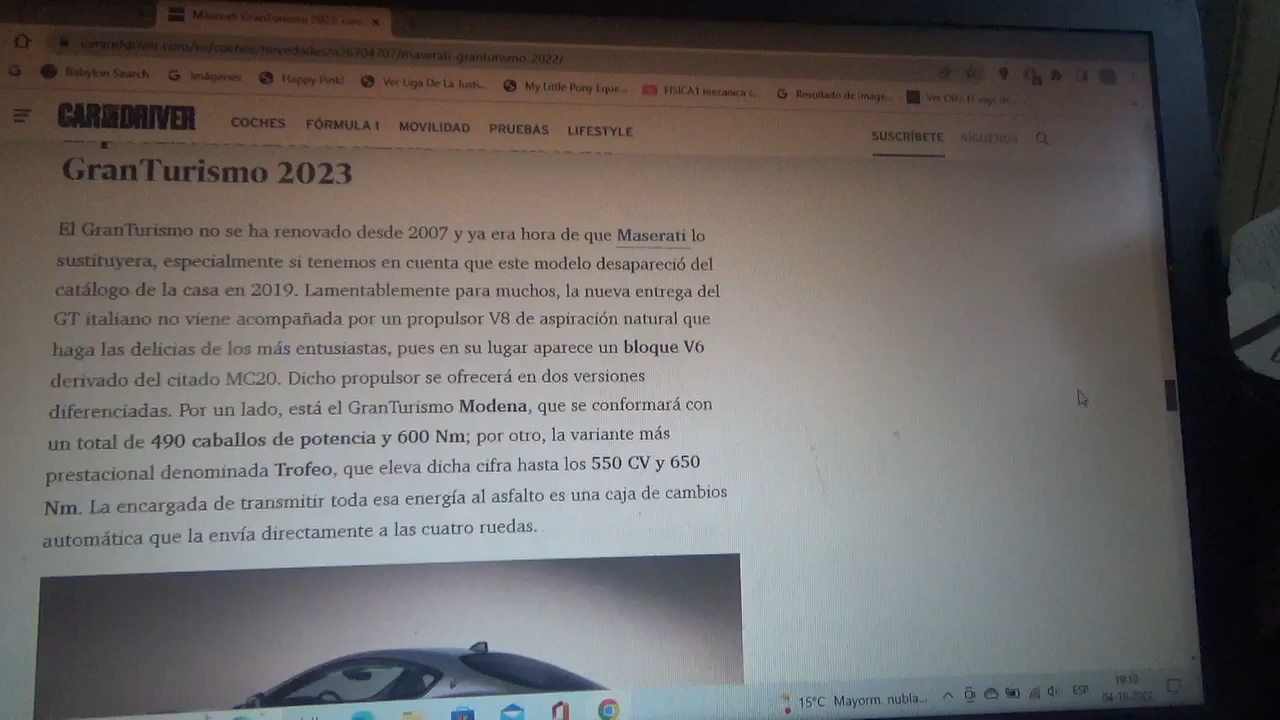 Maserati GranTurismo 2023:
caranddriver.com/es/coches/novedades/a26704707/maserati-granturismo-2022/
Babylon Search Imágenes Happy Pink! Ver Liga De La Justi... My Little Pony Eque... FISICA1 mecanica c... Resultado de image...
CAR AND DRIVER COCHES FÓRMULA 1 MOVILIDAD PRUEBAS LIFESTYLE SUSCRÍBETE SÍGUENOS
GranTurismo 2023
El GranTurismo no se ha renovado desde 2007 y ya era hora de que Maserati lo
sustituyera, especialmente si tenemos en cuenta que este modelo desapareció del
catálogo de la casa en 2019. Lamentablemente para muchos, la nueva entrega del
GT italiano no viene acompañada por un propulsor V8 de aspiración natural que
haga las delicias de los más entusiastas, pues en su lugar aparece un bloque V6
derivado del citado MC20. Dicho propulsor se ofrecerá en dos versiones
diferenciadas. Por un lado, está el GranTurismo Modena, que se conformará con
un total de 490 caballos de potencia y 600 Nm; por otro, la variante más
prestacional denominada Trofeo, que eleva dicha cifra hasta los 550 CV y 650
Nm. La encargada de transmitir toda esa energía al asfalto es una caja de cambios
automática que la envía directamente a las cuatro ruedas.
15°C Mayorm. nubla... ESP 19:10
04-10-2022